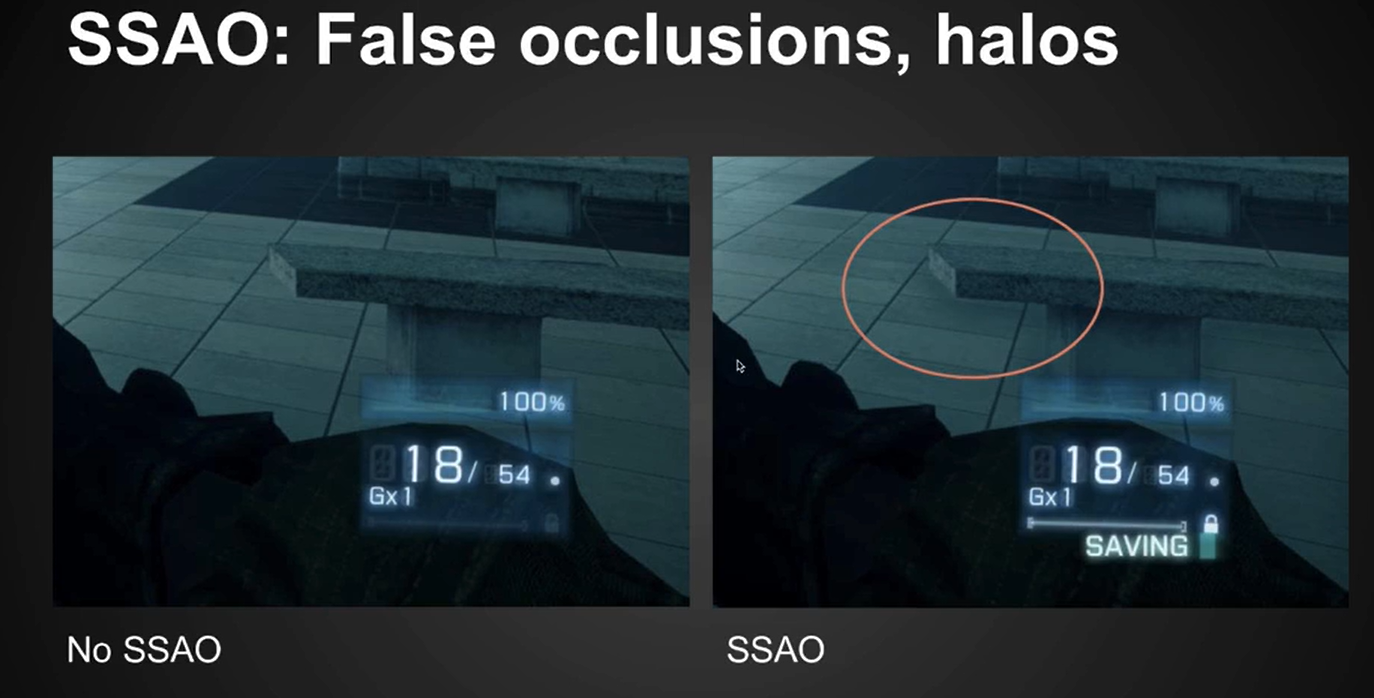 SSAO: False occlusions, halos
100%
18/ 54
Gx1
100%
18/ 54
Gx1
SAVING
No SSAO
SSAO